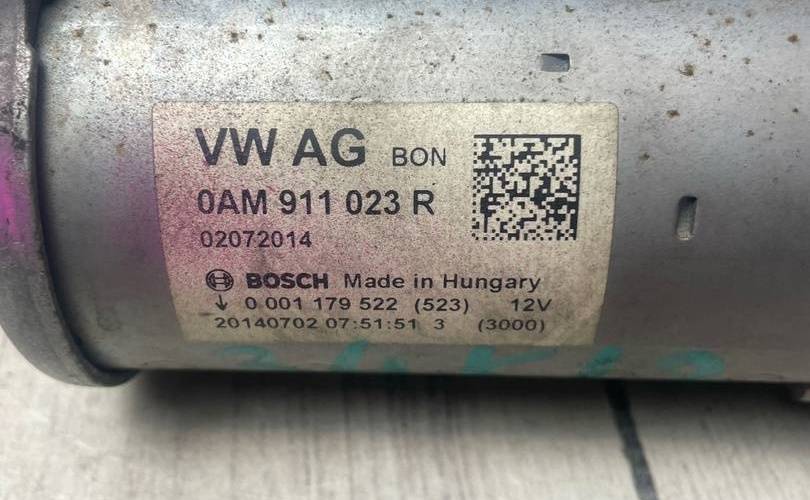 VW AG BON
0AM 911 023 R
02072014
BOSCH Made in Hungary
↓ 0 001 179 522 (523) 12V
20140702 07:51:51 3 (3000)